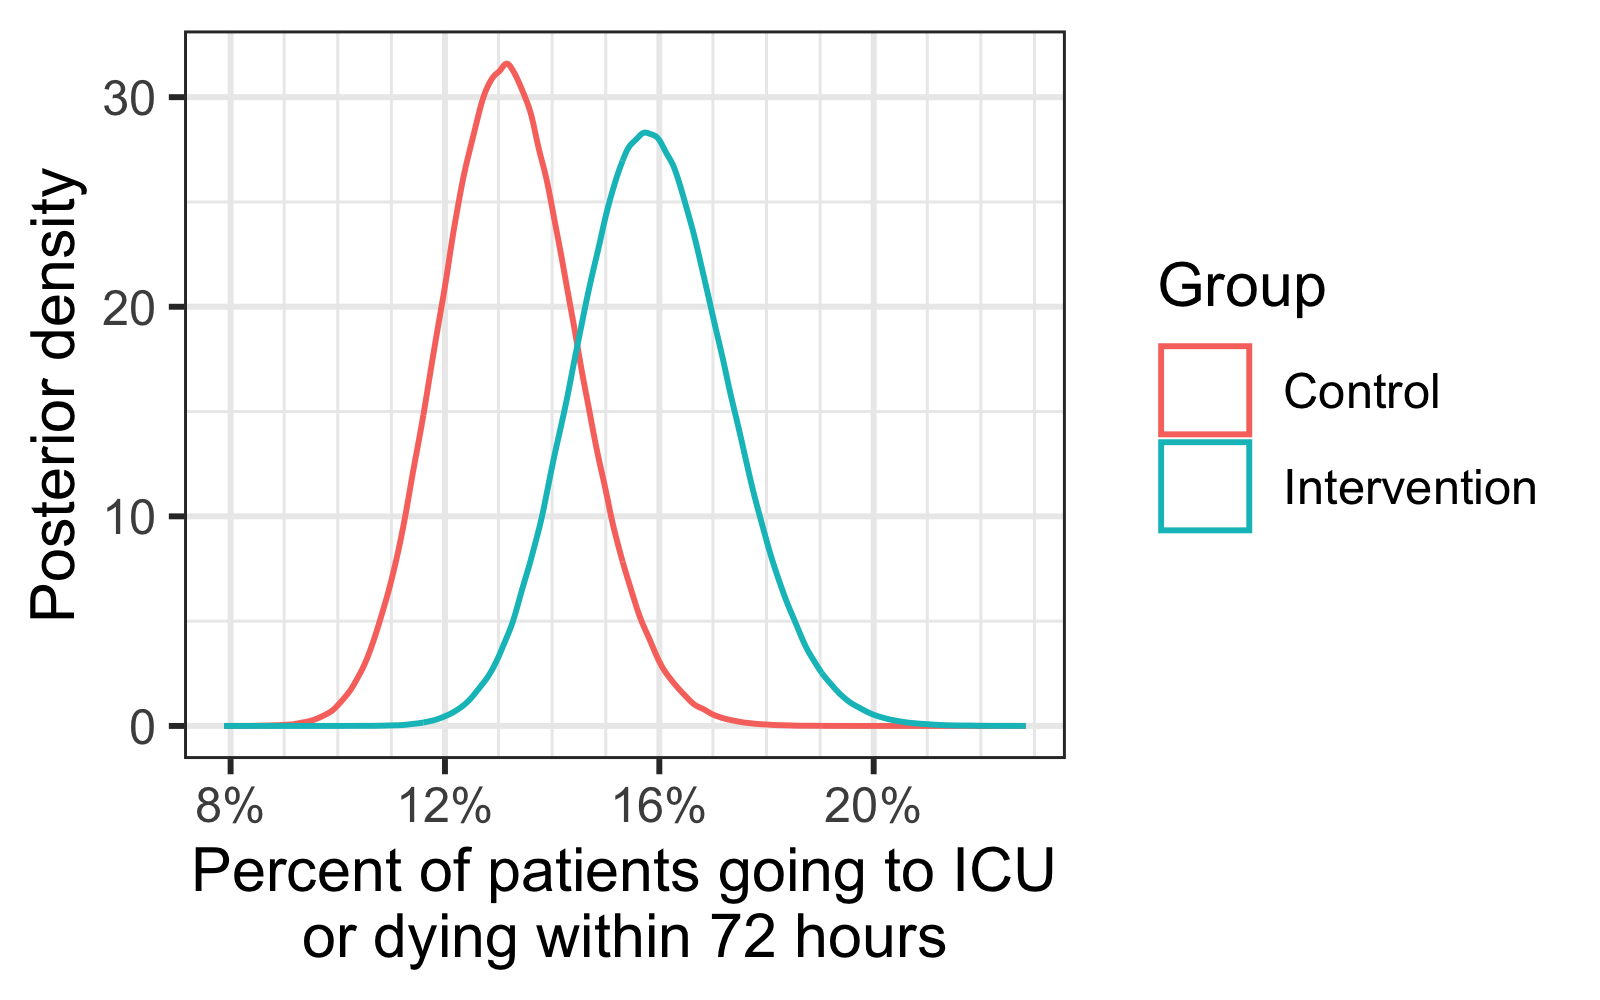 Posterior density
30
20
10
0
8% 12% 16% 20%
Percent of patients going to ICU
or dying within 72 hours
Group
Control
Intervention